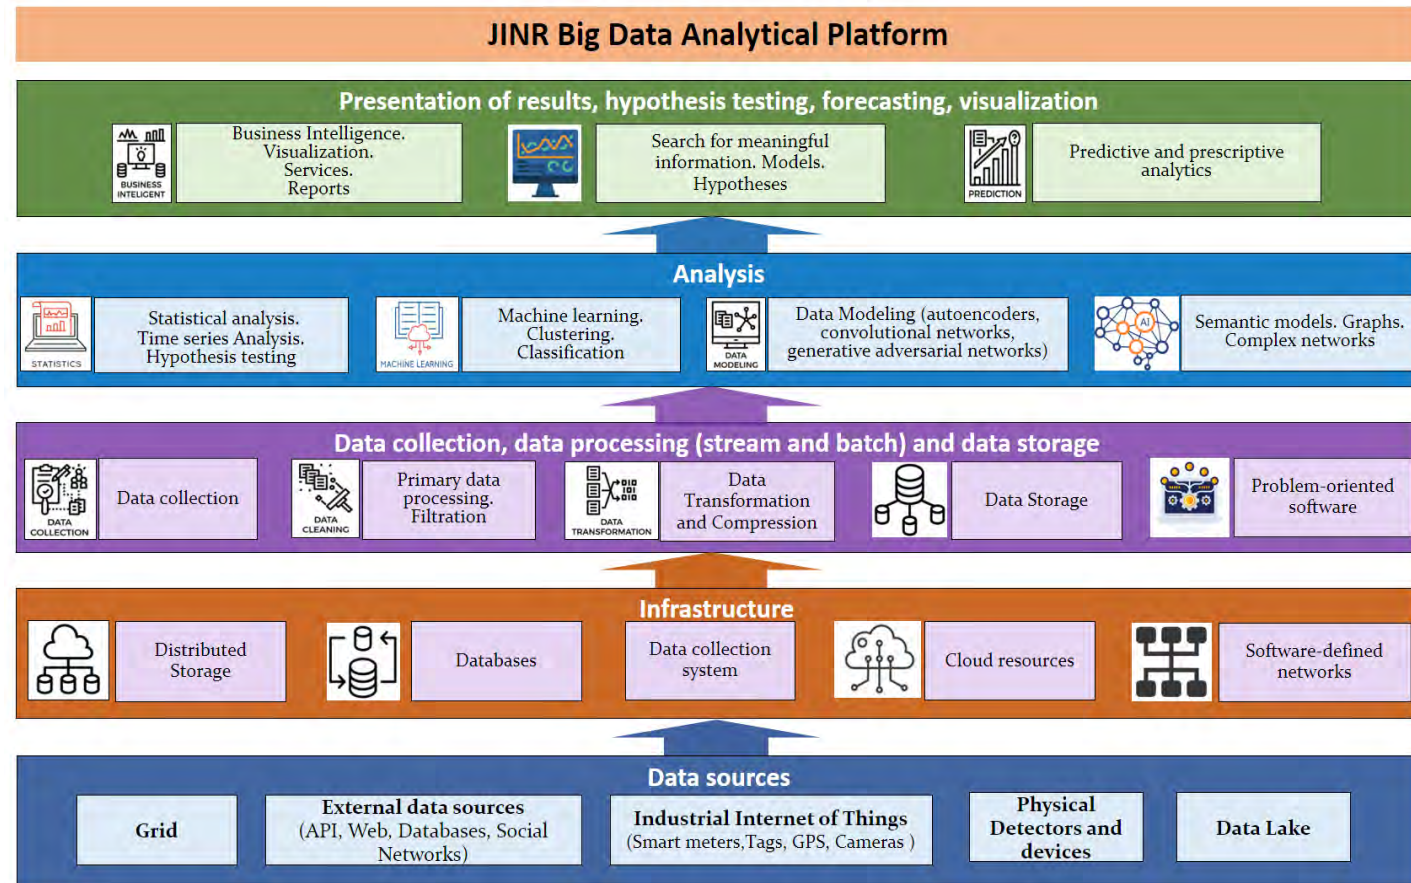 JINR Big Data Analytical Platform
Presentation of results, hypothesis testing, forecasting, visualization
BUSINESS
INTELIGENT
Business Intelligence.
Visualization.
Services.
Reports
Search for meaningful
information. Models.
Hypotheses
PREDICTION
Predictive and prescriptive
analytics
Analysis
STATISTICS
Statistical analysis.
Time series Analysis.
Hypothesis testing
MACHINE LEARNING
Machine learning.
Clustering.
Classification
DATA
MODELING
Data Modeling (autoencoders,
convolutional networks,
generative adversarial networks)
AI
Semantic models. Graphs.
Complex networks
Data collection, data processing (stream and batch) and data storage
DATA
COLLECTION
Data collection
DATA
CLEANING
Primary data
processing.
Filtration
DATA
TRANSFORMATION
Data
Transformation
and Compression
Data Storage
Problem-oriented
software
Infrastructure
Distributed
Storage
Databases
Data collection
system
Cloud resources
Software-defined
networks
Data sources
Grid
External data sources
(API, Web, Databases, Social
Networks)
Industrial Internet of Things
(Smart meters,Tags, GPS, Cameras )
Physical
Detectors and
devices
Data Lake